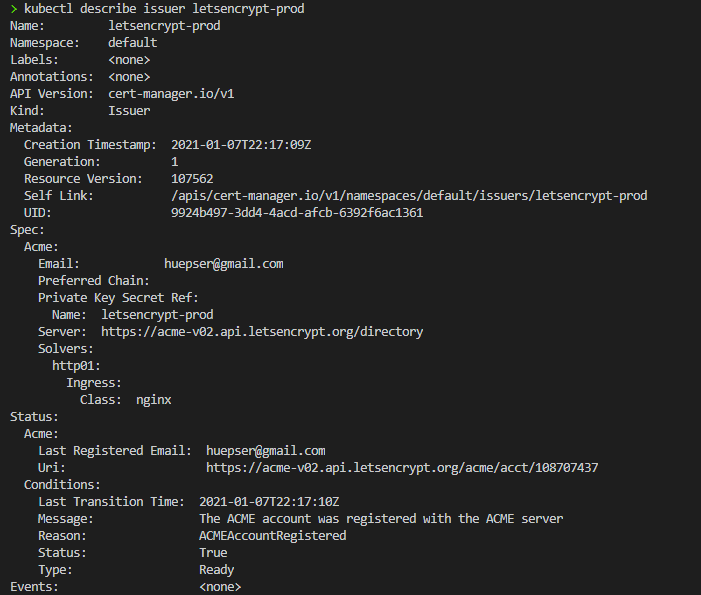 > kubectl describe issuer letsencrypt-prod
Name:         letsencrypt-prod
Namespace:    default
Labels:       <none>
Annotations:  <none>
API Version:  cert-manager.io/v1
Kind:         Issuer
Metadata:
  Creation Timestamp:  2021-01-07T22:17:09Z
  Generation:          1
  Resource Version:    107562
  Self Link:           /apis/cert-manager.io/v1/namespaces/default/issuers/letsencrypt-prod
  UID:                 9924b497-3dd4-4acd-afcb-6392f6ac1361
Spec:
  Acme:
    Email:            huepser@gmail.com
    Preferred Chain:
    Private Key Secret Ref:
      Name:  letsencrypt-prod
    Server:  https://acme-v02.api.letsencrypt.org/directory
    Solvers:
      http01:
        Ingress:
          Class:  nginx
Status:
  Acme:
    Last Registered Email:  huepser@gmail.com
    Uri:                    https://acme-v02.api.letsencrypt.org/acme/acct/108707437
  Conditions:
    Last Transition Time:  2021-01-07T22:17:10Z
    Message:               The ACME account was registered with the ACME server
    Reason:                ACMEAccountRegistered
    Status:                True
    Type:                  Ready
Events:                    <none>